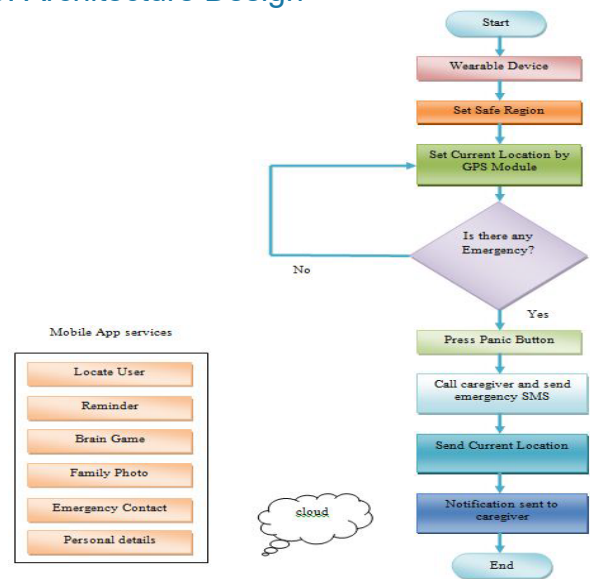 Architecture Design
Start
Wearable Device
Set Safe Region
Set Current Location by
GPS Module
Is there any
Emergency?
No
Yes
Press Panic Button
Call caregiver and send
emergency SMS
Send Current Location
Notification sent to
caregiver
End
Mobile App services
Locate User
Reminder
Brain Game
Family Photo
Emergency Contact
Personal details
cloud